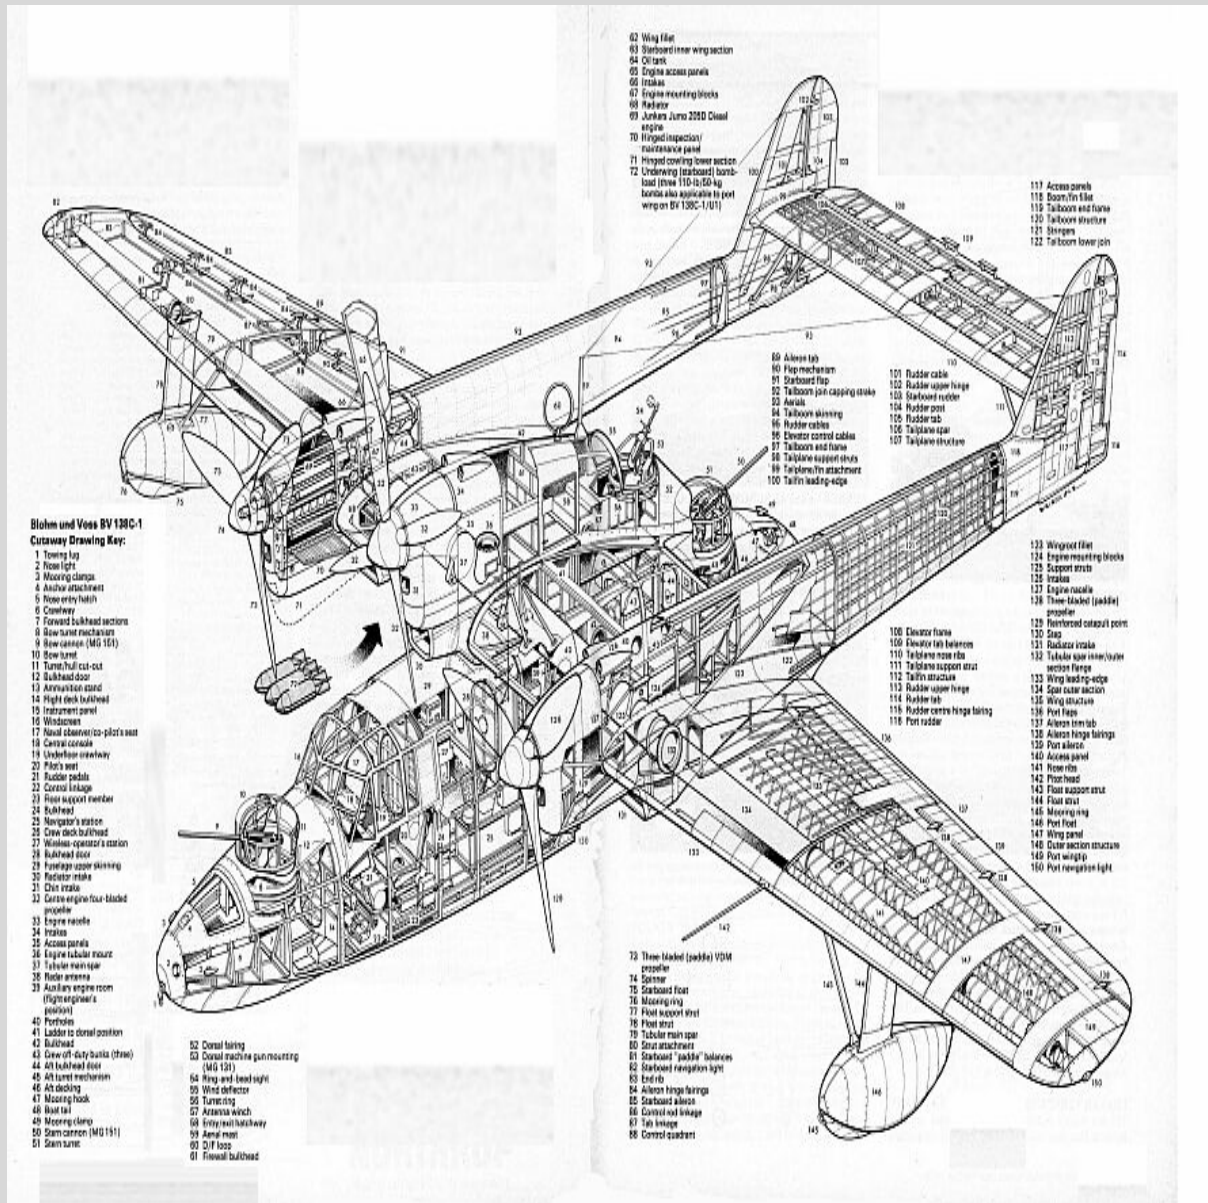 Blohm und Voss BV 138C-1
Cutaway Drawing Key:
1 Towing lug
2 Nose light
3 Mooring clamps
4 Anchor attachment
5 Nose entry hatch
6 Crawlway
7 Forward bulkhead sections
8 Bow turret mechanism
9 Bow cannon (MG 151)
10 Bow turret
11 Turret/hull cut-out
12 Bulkhead door
13 Ammunition stand
14 Flight deck bulkhead
15 Instrument panel
16 Windscreen
17 Naval observer/co-pilot's seat
18 Central console
19 Underfloor crawlway
20 Pilot's seat
21 Rudder pedals
22 Control linkage
23 Floor support member
24 Bulkhead
25 Navigator's station
26 Crew deck bulkhead
27 Wireless-operator's station
28 Bulkhead door
29 Fuselage upper skinning
30 Radiator intake
31 Chin intake
32 Centre engine four-bladed
propeller
33 Engine nacelle
34 Intakes
35 Access panels
36 Engine tubular mount
37 Tubular main spar
38 Radar antenna
39 Auxiliary engine room
(flight engineer's
position)
40 Portholes
41 Ladder to dorsal position
42 Bulkhead
43 Crew off-duty bunks (three)
44 Aft bulkhead door
45 Aft turret mechanism
46 Aft decking
47 Mooring hook
48 Boat tail
49 Mooring clamp
50 Stern cannon (MG 151)
51 Stern turret
52 Dorsal fairing
53 Dorsal machine gun mounting
(MG 131)
54 Ring-and-bead sight
55 Wind deflector
56 Turret ring
57 Antenna winch
58 Entry/exit hatchway
59 Aerial mast
60 D/F loop
61 Firewall bulkhead
62 Wing fillet
63 Starboard inner wing section
64 Oil tank
65 Engine access panels
66 Intakes
67 Engine mounting blocks
68 Radiator
69 Junkers Jumo 205D Diesel
engine
70 Hinged inspection/
maintenance panel
71 Hinged cowling lower section
72 Underwing (starboard) bomb-
load (three 110-lb/50-kg
bombs also applicable to port
wing on BV 138C-1/U1)
73 Three-bladed (paddle) VDM
propeller
74 Spinner
75 Starboard float
76 Mooring ring
77 Float support strut
78 Float strut
79 Tubular main spar
80 Strut attachment
81 Starboard "paddle" balances
82 Starboard navigation light
83 End rib
84 Aileron hinge fairings
85 Starboard aileron
86 Control rod linkage
87 Tab linkage
88 Control quadrant
89 Aileron tab
90 Flap mechanism
91 Starboard flap
92 Tailboom join capping strake
93 Aerials
94 Tailboom skinning
95 Rudder cables
96 Elevator control cables
97 Tailboom end frame
98 Tailplane support struts
99 Tailplane/fin attachment
100 Tailfin leading-edge
101 Rudder cable
102 Rudder upper hinge
103 Starboard rudder
104 Rudder post
105 Rudder tab
106 Tailplane spar
107 Tailplane structure
108 Elevator frame
109 Elevator tab balances
110 Tailplane nose ribs
111 Tailplane support strut
112 Tailfin structure
113 Rudder upper hinge
114 Rudder tab
115 Rudder centre hinge fairing
116 Port rudder
117 Access panels
118 Boom/fin fillet
119 Tailboom end frame
120 Tailboom structure
121 Stringers
122 Tailboom lower join
123 Wingroot fillet
124 Engine mounting blocks
125 Support struts
126 Intakes
127 Engine nacelle
128 Three-bladed (paddle)
propeller
129 Reinforced catapult point
130 Step
131 Radiator intake
132 Tubular spar inner/outer
section flange
133 Wing leading-edge
134 Spar outer section
135 Wing structure
136 Port flaps
137 Aileron trim tab
138 Aileron hinge fairings
139 Port aileron
140 Access panel
141 Nose ribs
142 Pitot head
143 Float support strut
144 Float strut
145 Mooring ring
146 Port float
147 Wing panel
148 Outer section structure
149 Port wingtip
150 Port navigation light